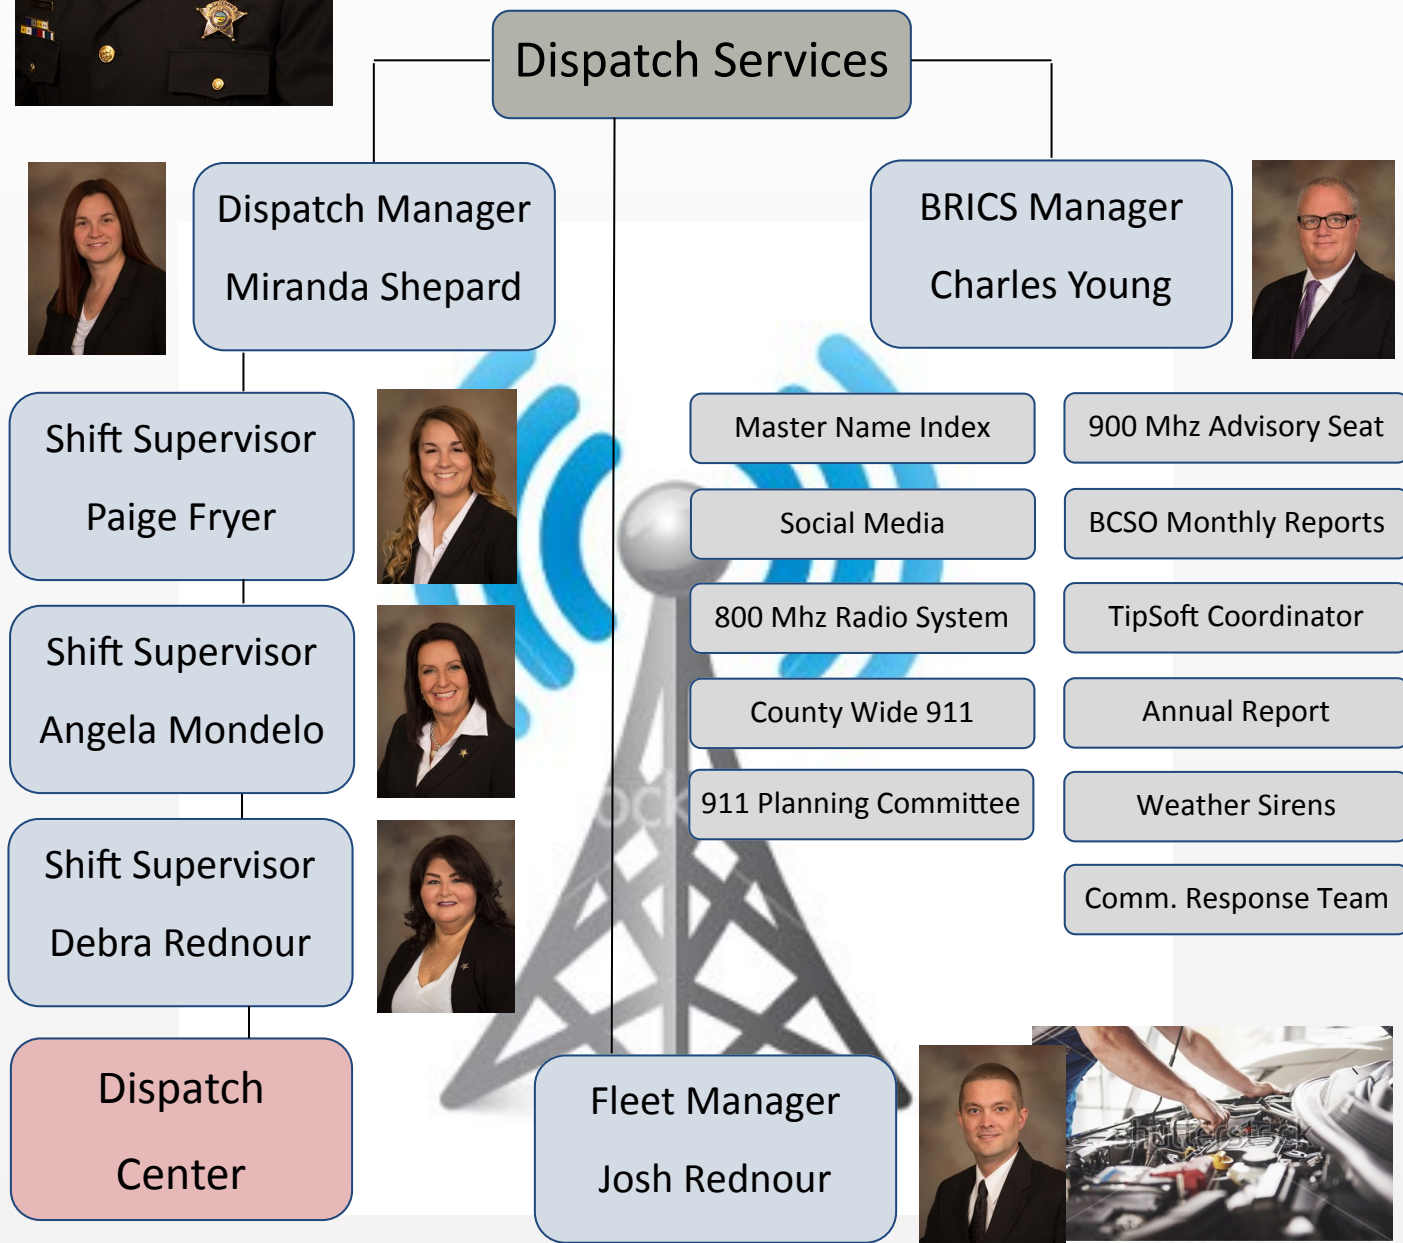 Dispatch Services
Dispatch Manager
Miranda Shepard
BRICS Manager
Charles Young
Shift Supervisor
Paige Fryer
Shift Supervisor
Angela Mondelo
Shift Supervisor
Debra Rednour
Dispatch
Center
Master Name Index
Social Media
800 Mhz Radio System
County Wide 911
911 Planning Committee
900 Mhz Advisory Seat
BCSO Monthly Reports
TipSoft Coordinator
Annual Report
Weather Sirens
Comm. Response Team
Fleet Manager
Josh Rednour
shutterstock